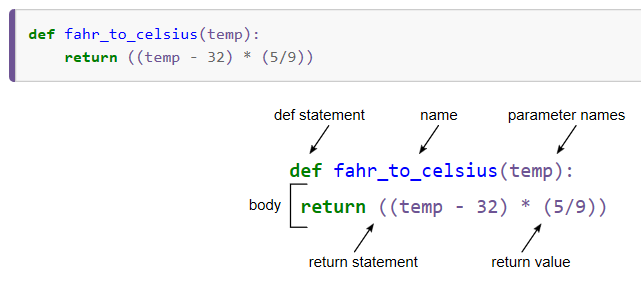 def fahr_to_celsius(temp):
    return ((temp - 32) * (5/9))
def statement name parameter names
def fahr_to_celsius(temp):
body return ((temp - 32) * (5/9))
return statement return value